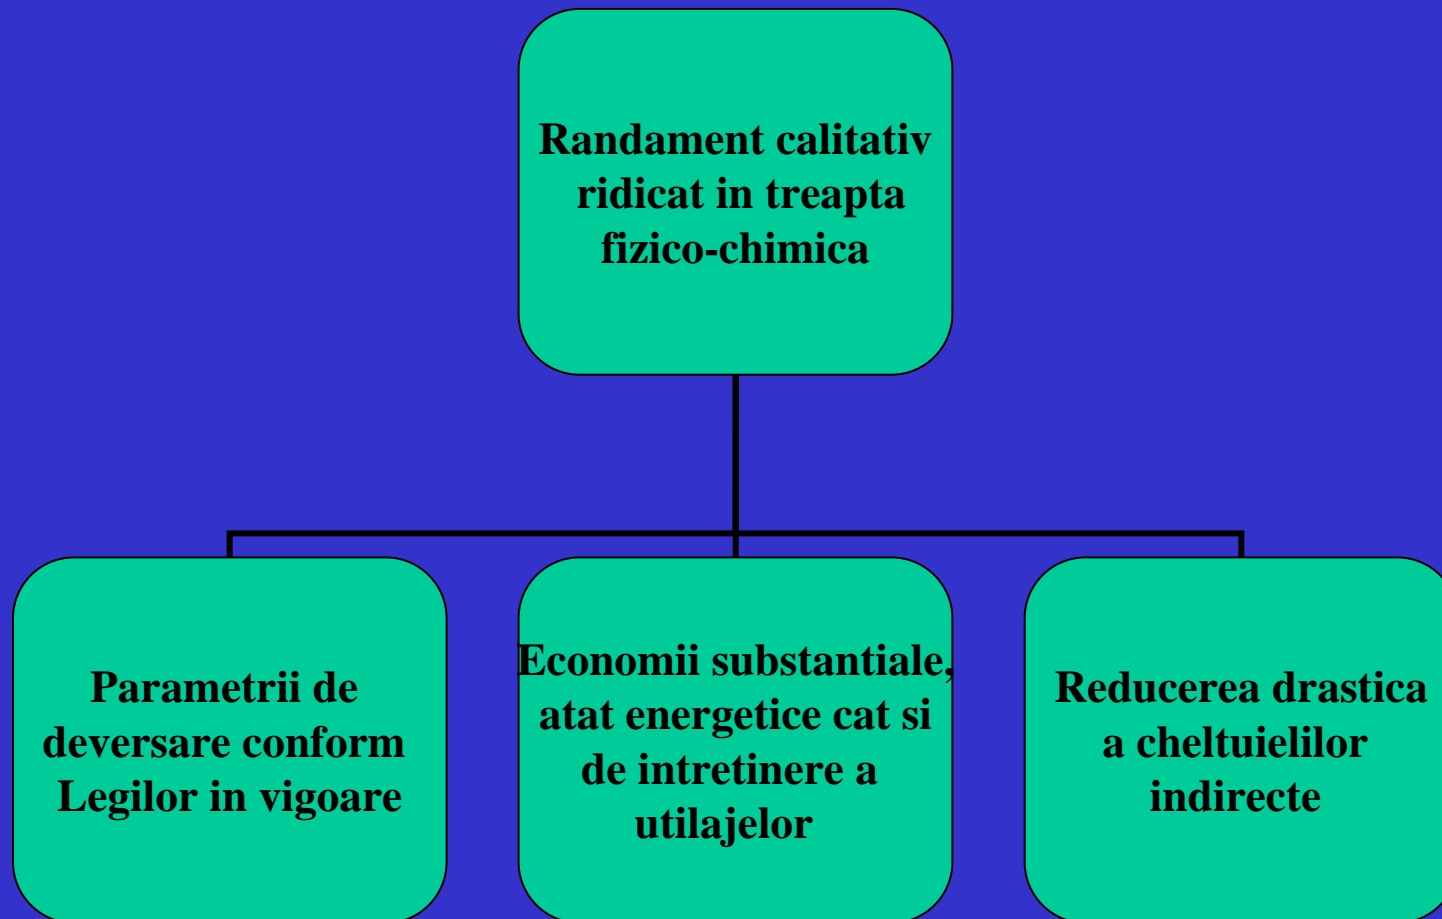 Randament calitativ
ridicat in treapta
fizico-chimica
Parametrii de
deversare conform
Legilor in vigoare
Economii substantiale,
atat energetice cat si
de intretinere a
utilajelor
Reducerea drastica
a cheltuielilor
indirecte